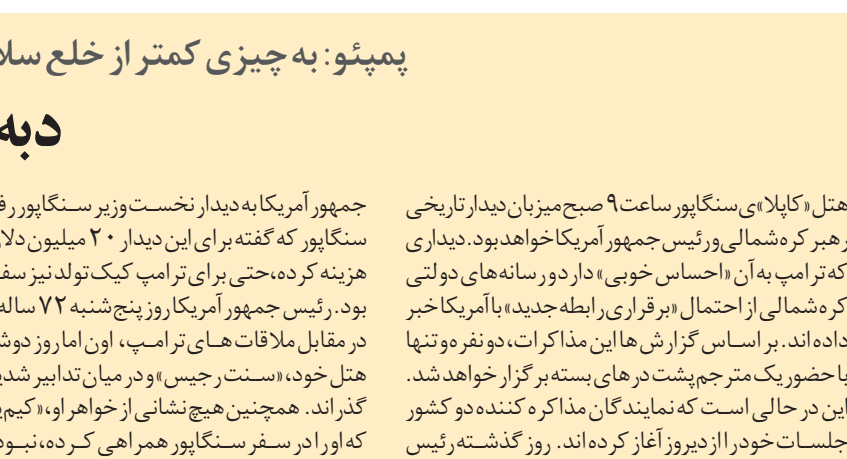 پمپئو: به چیزی کمتر از خلع سلا
دبه
هتل «کاپلا»ی سنگاپور ساعت ۹ صبح میزبان دیدار تاریخی
رهبر کره‌شمالی و رئیس جمهور آمریکا خواهد بود. دیداری
که ترامپ به آن «احساس خوبی» دارد و رسانه‌های دولتی
کره‌شمالی از احتمال «برقراری رابطه جدید» با آمریکا خبر
داده‌اند. بر اساس گزارش‌ها این مذاکرات، دو نفره و تنها
با حضور یک مترجم پشت درهای بسته برگزار خواهد شد.
این در حالی است که نمایندگان مذاکره کننده دو کشور
جلسات خود را از دیروز آغاز کرده‌اند. روز گذشته رئیس
جمهور آمریکا به دیدار نخست‌وزیر سنگاپور رف
سنگاپور که گفته برای این دیدار ۲۰ میلیون دلار
هزینه کرده، حتی برای ترامپ کیک تولد نیز سف
بود. رئیس جمهور آمریکا روز پنج‌شنبه ۷۲ ساله
در مقابل ملاقات‌های ترامپ، اون اما روز دوش
هتل خود، «سنت رجیس» و در میان تدابیر شدی
گذراند. همچنین هیچ نشانی از خواهر او، «کیم ی
که او را در سفر سنگاپور همراهی کرده، نبود